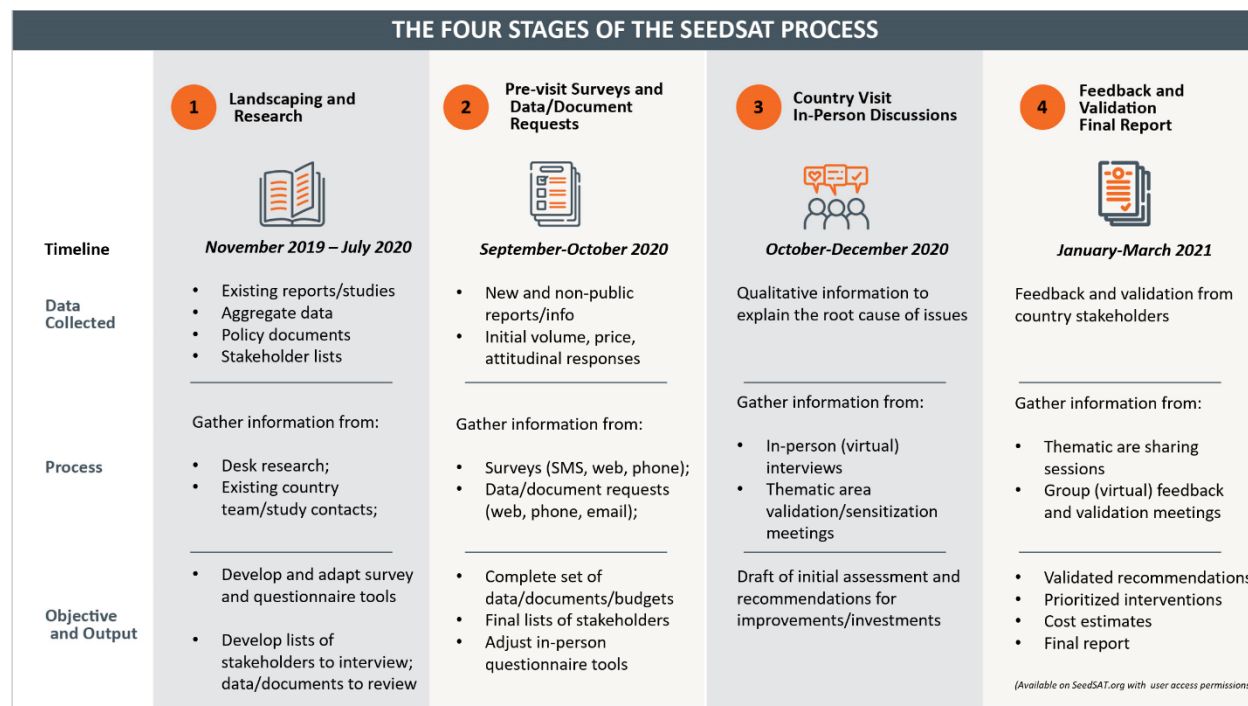 THE FOUR STAGES OF THE SEEDSAT PROCESS
1
Landscaping and
Research
2
Pre-visit Surveys and
Data/Document
Requests
3
Country Visit
In-Person Discussions
4
Feedback and
Validation
Final Report
Timeline
November 2019 – July 2020
September-October 2020
October-December 2020
January-March 2021
Data
Collected
• Existing reports/studies
• Aggregate data
• Policy documents
• Stakeholder lists
• New and non-public
reports/info
• Initial volume, price,
attitudinal responses
Qualitative information to
explain the root cause of issues
Feedback and validation from
country stakeholders
Process
Gather information from:
• Desk research;
• Existing country
team/study contacts;
Gather information from:
• Surveys (SMS, web, phone);
• Data/document requests
(web, phone, email);
Gather information from:
• In-person (virtual)
interviews
• Thematic area
validation/sensitization
meetings
Gather information from:
• Thematic are sharing
sessions
• Group (virtual) feedback
and validation meetings
Objective
and Output
• Develop and adapt survey
and questionnaire tools
• Develop lists of
stakeholders to interview;
data/documents to review
• Complete set of
data/documents/budgets
• Final lists of stakeholders
• Adjust in-person
questionnaire tools
Draft of initial assessment and
recommendations for
improvements/investments
• Validated recommendations
• Prioritized interventions
• Cost estimates
• Final report
(Available on SeedSAT.org with user access permissions